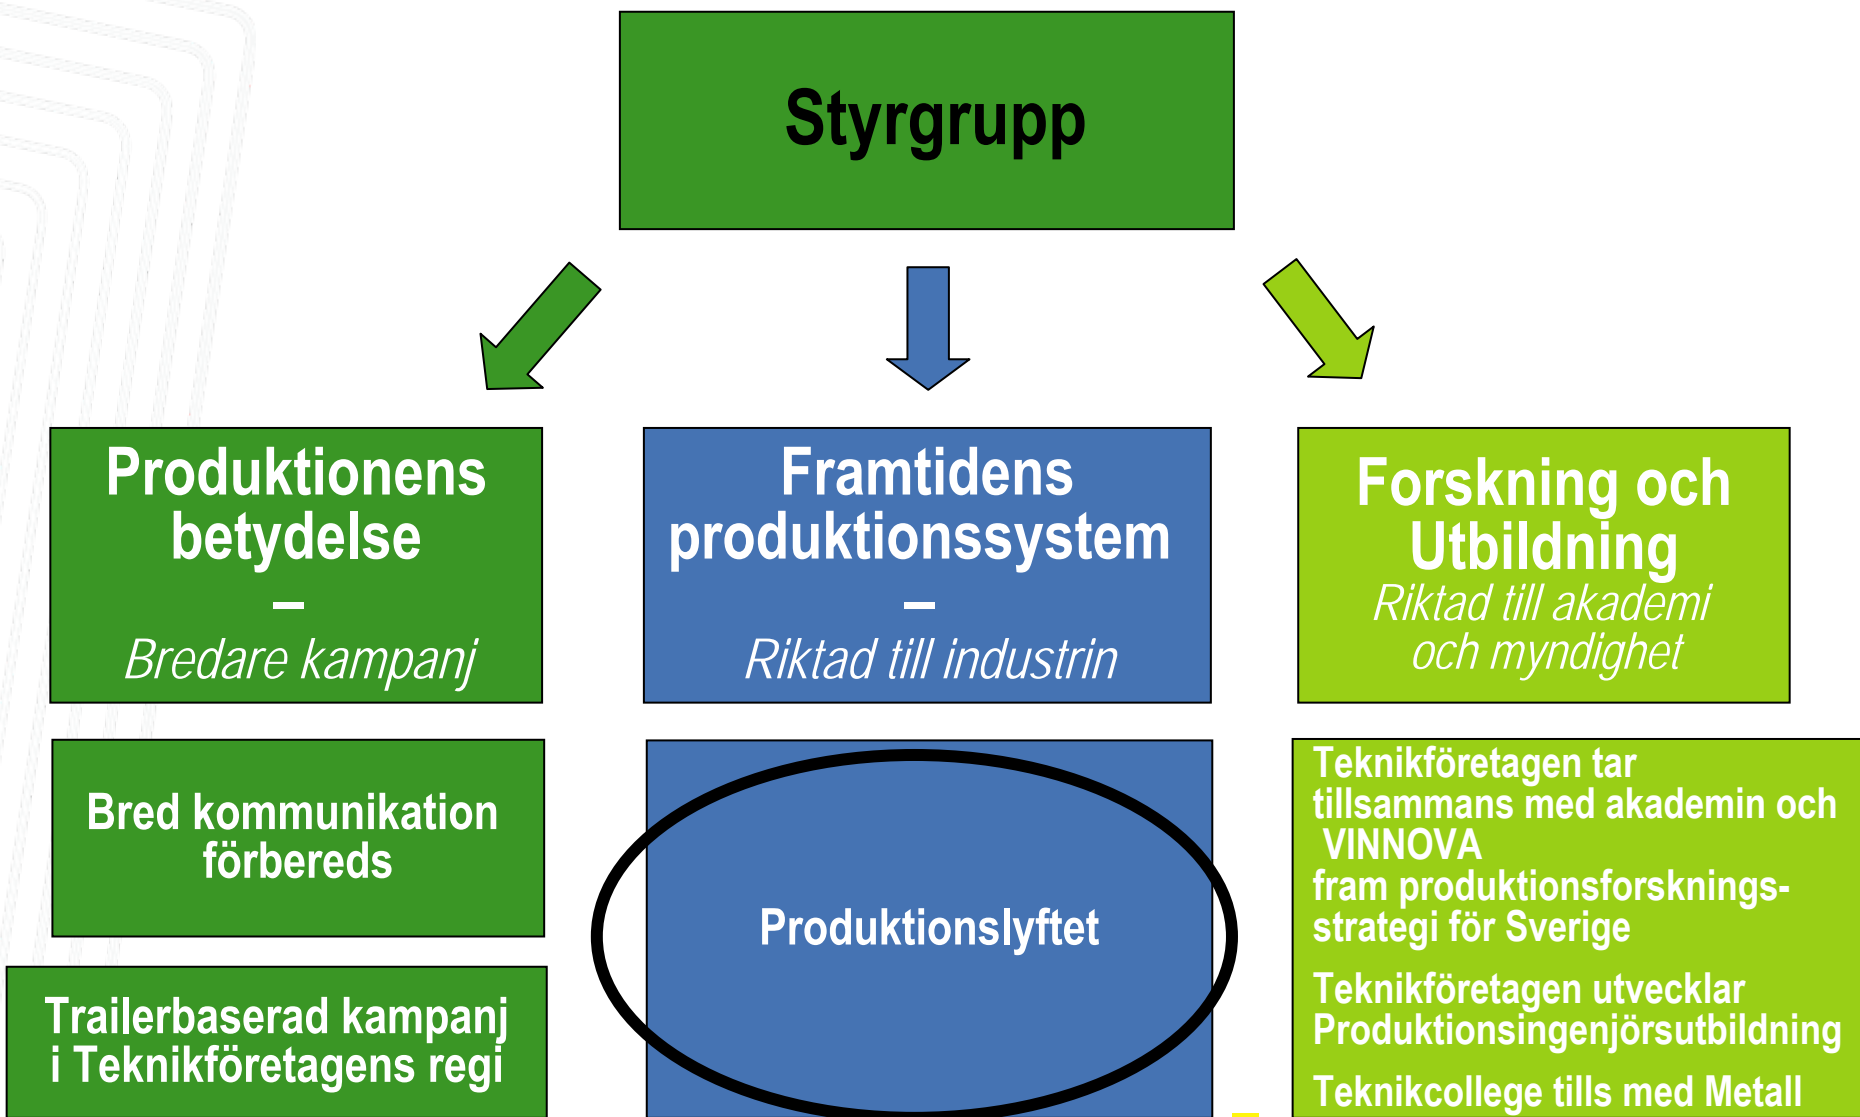 Styrgrupp
Produktionens
betydelse
–
Bredare kampanj
Framtidens
produktionssystem
–
Riktad till industrin
Forskning och
Utbildning
Riktad till akademi
och myndighet
Bred kommunikation
förbereds
Trailerbaserad kampanj
i Teknikföretagens regi
Produktionslyftet
Teknikföretagen tar
tillsammans med akademin och
VINNOVA
fram produktionsforsknings-
strategi för Sverige
Teknikföretagen utvecklar
Produktionsingenjörsutbildning
Teknikcollege tills med Metall